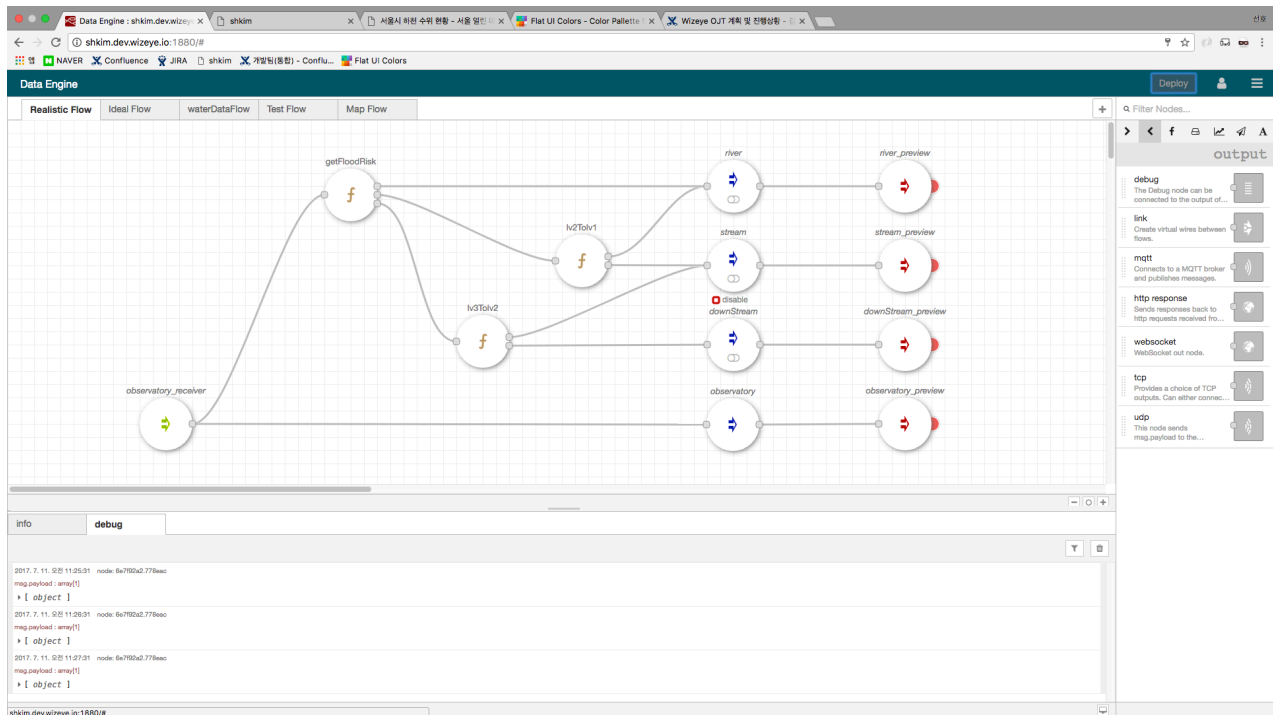 Data Engine : shkim.dev.wizeye
shkim
서울시 하천 수위 현황 - 서울 열린
Flat UI Colors - Color Pallette
Wizeye OJT 계획 및 진행상황 -
선호
shkim.dev.wizeye.io:1880/#
앱
NAVER
Confluence
JIRA
shkim
개발팀(통합) - Conflu...
Flat UI Colors
Data Engine
Deploy
Realistic Flow
Ideal Flow
waterDataFlow
Test Flow
Map Flow
Filter Nodes...
output
getFloodRisk
river
river_preview
lv2Tolv1
stream
stream_preview
disable
lv3Tolv2
downStream
downStream_preview
observatory_receiver
observatory
observatory_preview
debug
The Debug node can be
connected to the output of...
link
Create virtual wires between
flows.
mqtt
Connects to a MQTT broker
and publishes messages.
http response
Sends responses back to
http requests received fro...
websocket
WebSocket out node.
tcp
Provides a choice of TCP
outputs. Can either connec...
udp
This node sends
msg.payload to the...
info
debug
2017. 7. 11. 오전 11:25:31 node: 6e7f92a2.778eac
msg.payload : array[1]
[ object ]
2017. 7. 11. 오전 11:26:31 node: 6e7f92a2.778eac
msg.payload : array[1]
[ object ]
2017. 7. 11. 오전 11:27:31 node: 6e7f92a2.778eac
msg.payload : array[1]
[ object ]
shkim.dev.wizeye.io:1880/#